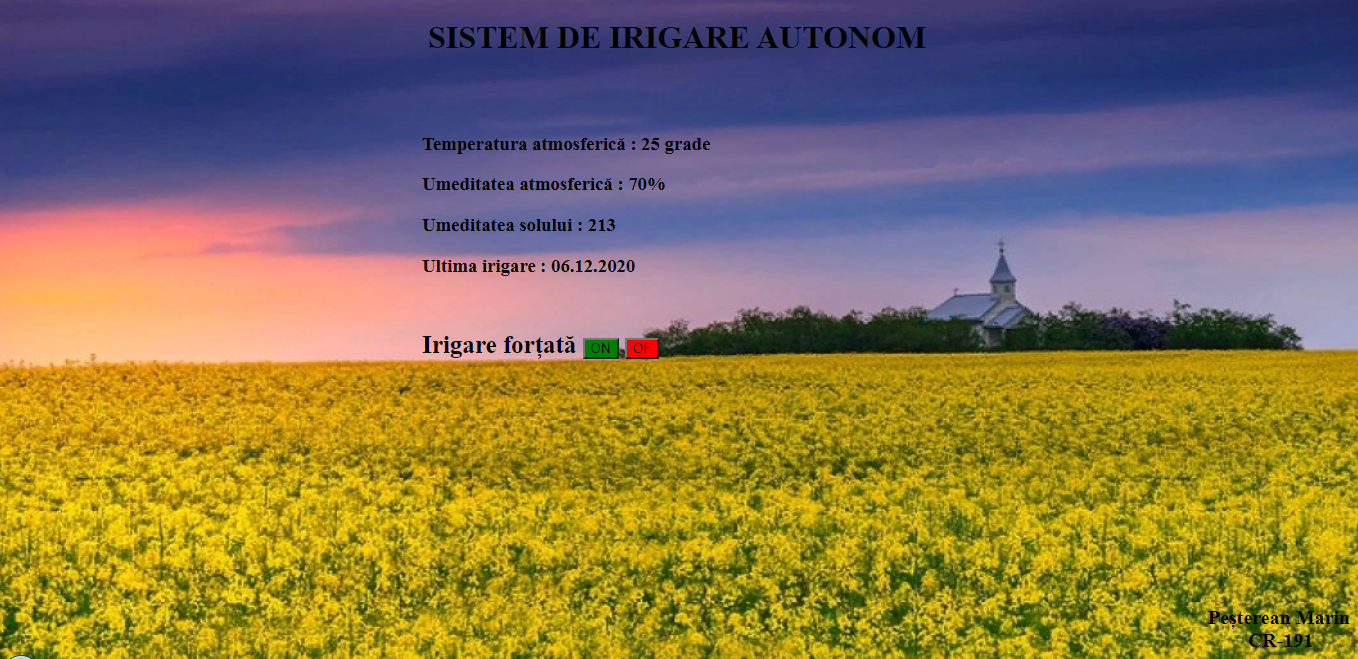 SISTEM DE IRIGARE AUTONOM
Temperatura atmosferică : 25 grade
Umeditatea atmosferică : 70%
Umeditatea solului : 213
Ultima irigare : 06.12.2020
Irigare forțată ON OF
Peșterean Marin
CR-191